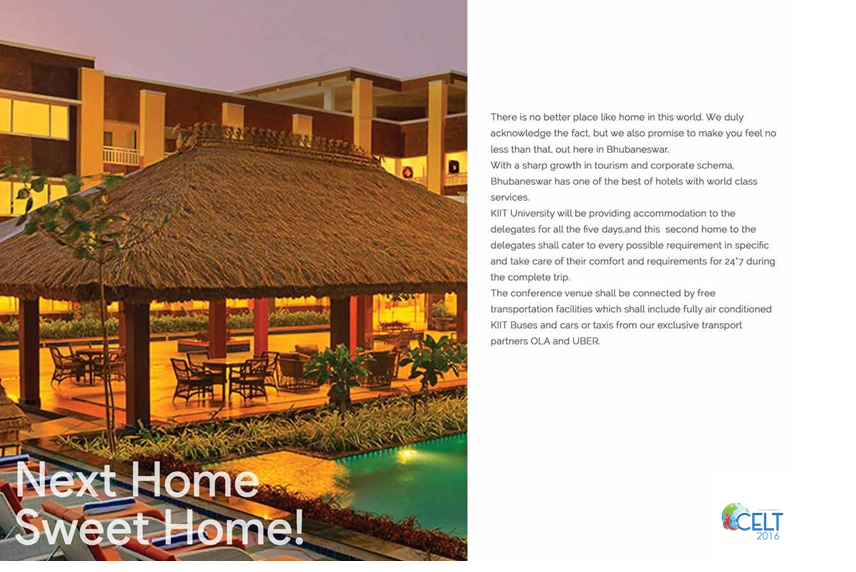 Next Home
Sweet Home!
There is no better place like home in this world. We duly
acknowledge the fact, but we also promise to make you feel no
less than that, out here in Bhubaneswar.
With a sharp growth in tourism and corporate schema,
Bhubaneswar has one of the best of hotels with world class
services.
KIIT University will be providing accommodation to the
delegates for all the five days,and this  second home to the
delegates shall cater to every possible requirement in specific
and take care of their comfort and requirements for 24*7 during
the complete trip.
The conference venue shall be connected by free
transportation facilities which shall include fully air conditioned
KIIT Buses and cars or taxis from our exclusive transport
partners OLA and UBER.
CELT
2016